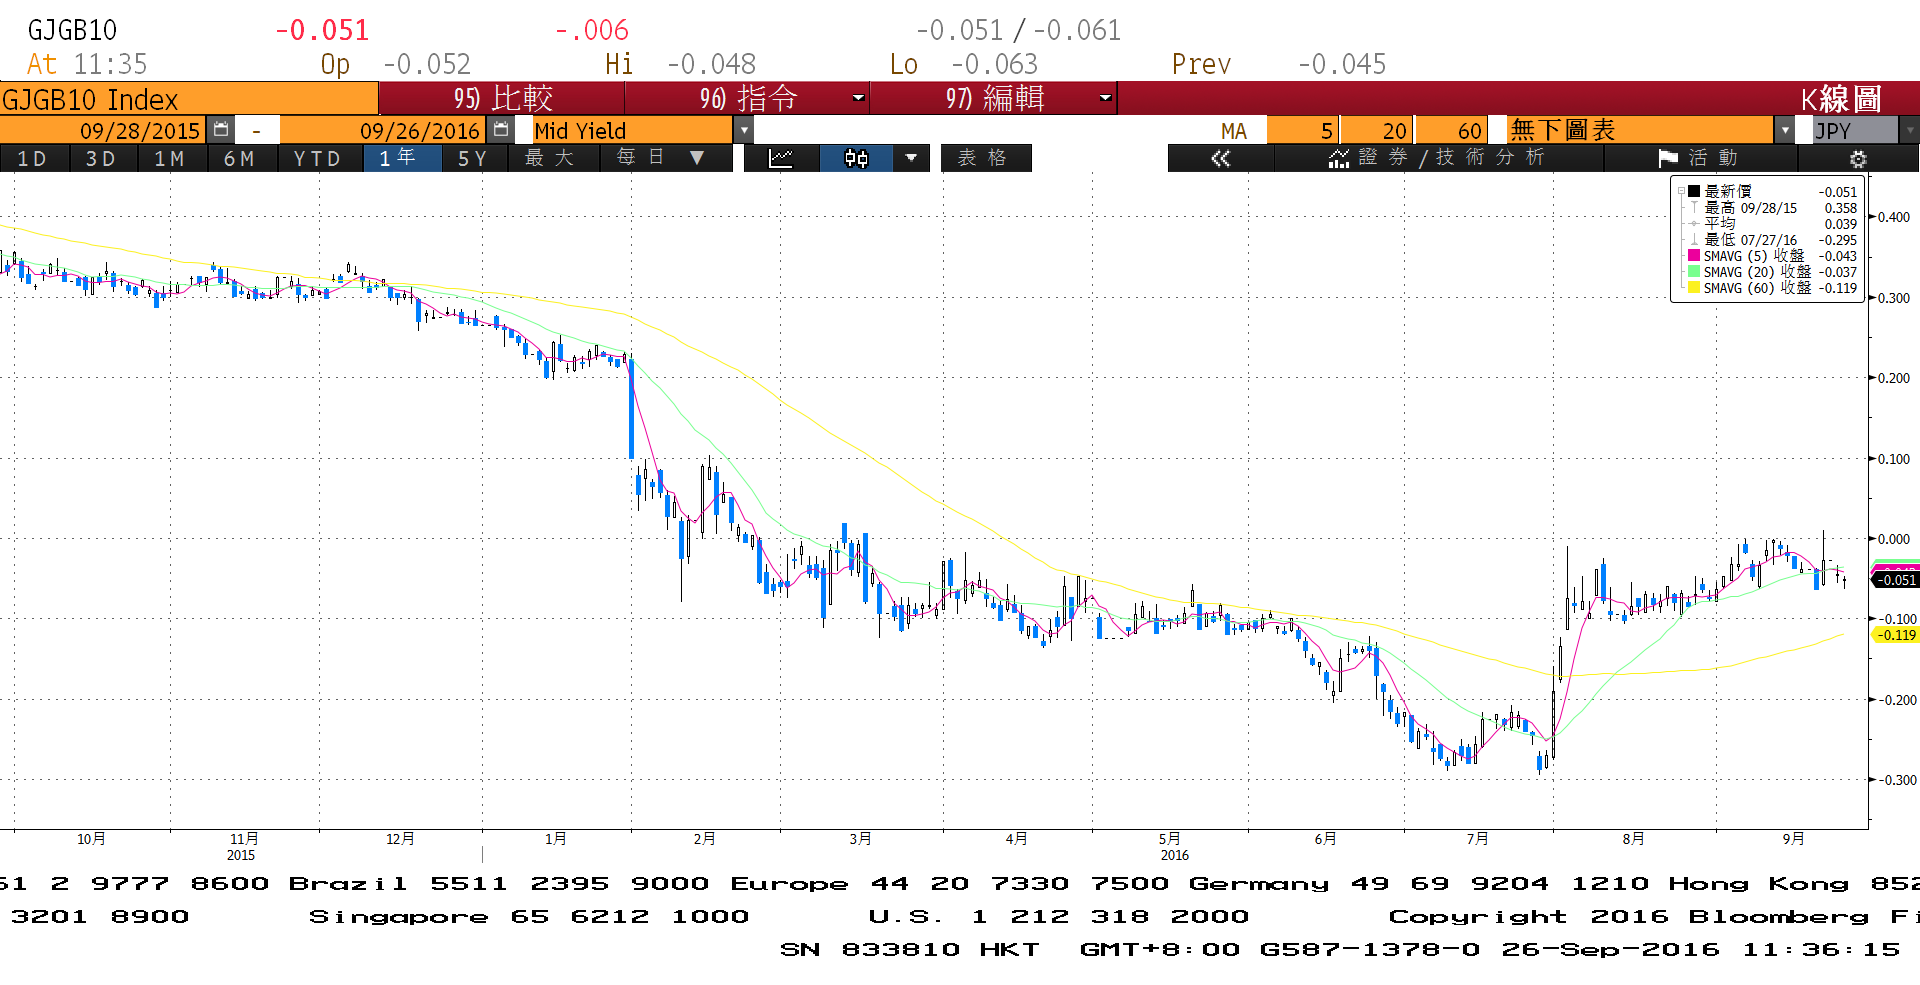 GJGB10 -0.051 -.006 -0.051 / -0.061
At 11:35 Op -0.052 Hi -0.048 Lo -0.063 Prev -0.045
GJGB10 Index 95) 比較 96) 指令 97) 編輯 K線圖
09/28/2015 - 09/26/2016 Mid Yield MA 5 20 60 無下圖表 JPY
1D 3D 1M 6M YTD 1年 5Y 最大 每日 ▼ 表格 « 證券/技術分析 活動
最新價 -0.051
最高 09/28/15 0.358
平均 0.039
最低 07/27/16 -0.295
SMAVG (5) 收盤 -0.043
SMAVG (20) 收盤 -0.037
SMAVG (60) 收盤 -0.119
0.400
0.300
0.200
0.100
0.000
-0.051
-0.100
-0.119
-0.200
-0.300
10月 11月 12月 1月 2月 3月 4月 5月 6月 7月 8月 9月
2015 2016
61 2 9777 8600 Brazil 5511 2395 9000 Europe 44 20 7330 7500 Germany 49 69 9204 1210 Hong Kong 852
3201 8900 Singapore 65 6212 1000 U.S. 1 212 318 2000 Copyright 2016 Bloomberg Fi
SN 833810 HKT GMT+8:00 G587-1378-0 26-Sep-2016 11:36:15